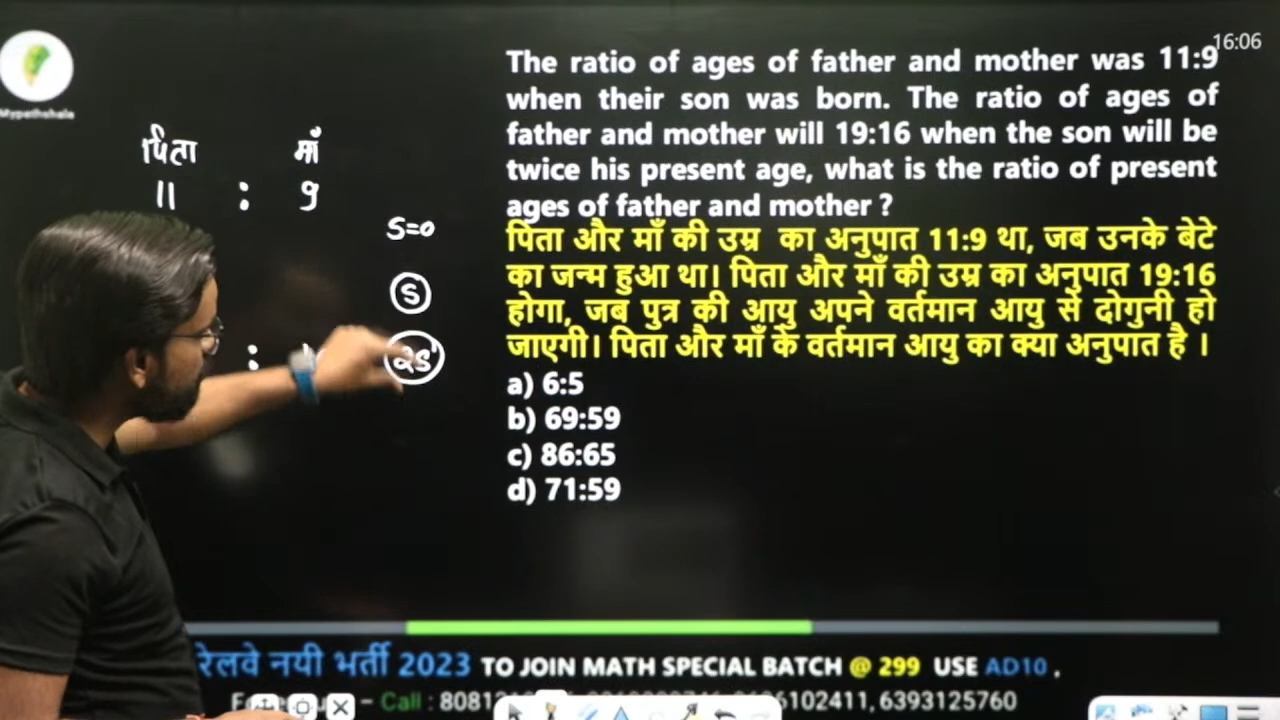 16:06
Mypathshala
पिता माँ
11 : 9
S=0
S
: 2S
The ratio of ages of father and mother was 11:9
when their son was born. The ratio of ages of
father and mother will 19:16 when the son will be
twice his present age, what is the ratio of present
ages of father and mother ?
पिता और माँ की उम्र का अनुपात 11:9 था, जब उनके बेटे
का जन्म हुआ था। पिता और माँ की उम्र का अनुपात 19:16
होगा, जब पुत्र की आयु अपने वर्तमान आयु से दोगुनी हो
जाएगी। पिता और माँ के वर्तमान आयु का क्या अनुपात है ।
a) 6:5
b) 69:59
c) 86:65
d) 71:59
रेलवे नयी भर्ती 2023 TO JOIN MATH SPECIAL BATCH @ 299 USE AD10 .
– Call : 6393125760